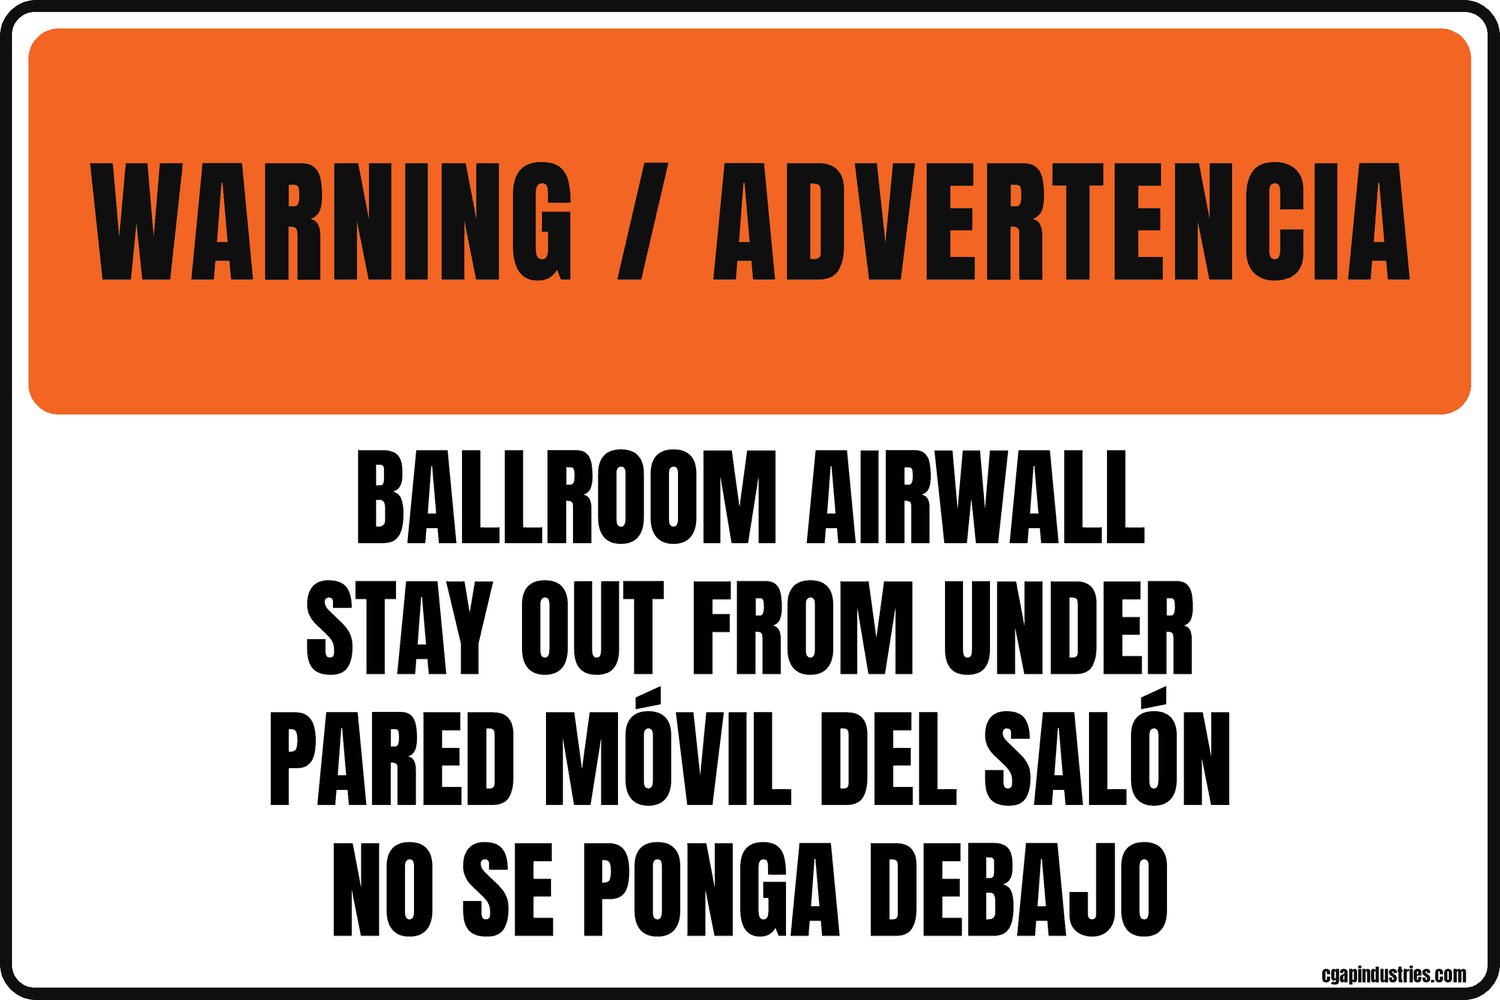 WARNING / ADVERTENCIA
BALLROOM AIRWALL
STAY OUT FROM UNDER
PARED MÓVIL DEL SALÓN
NO SE PONGA DEBAJO
cgapindustries.com